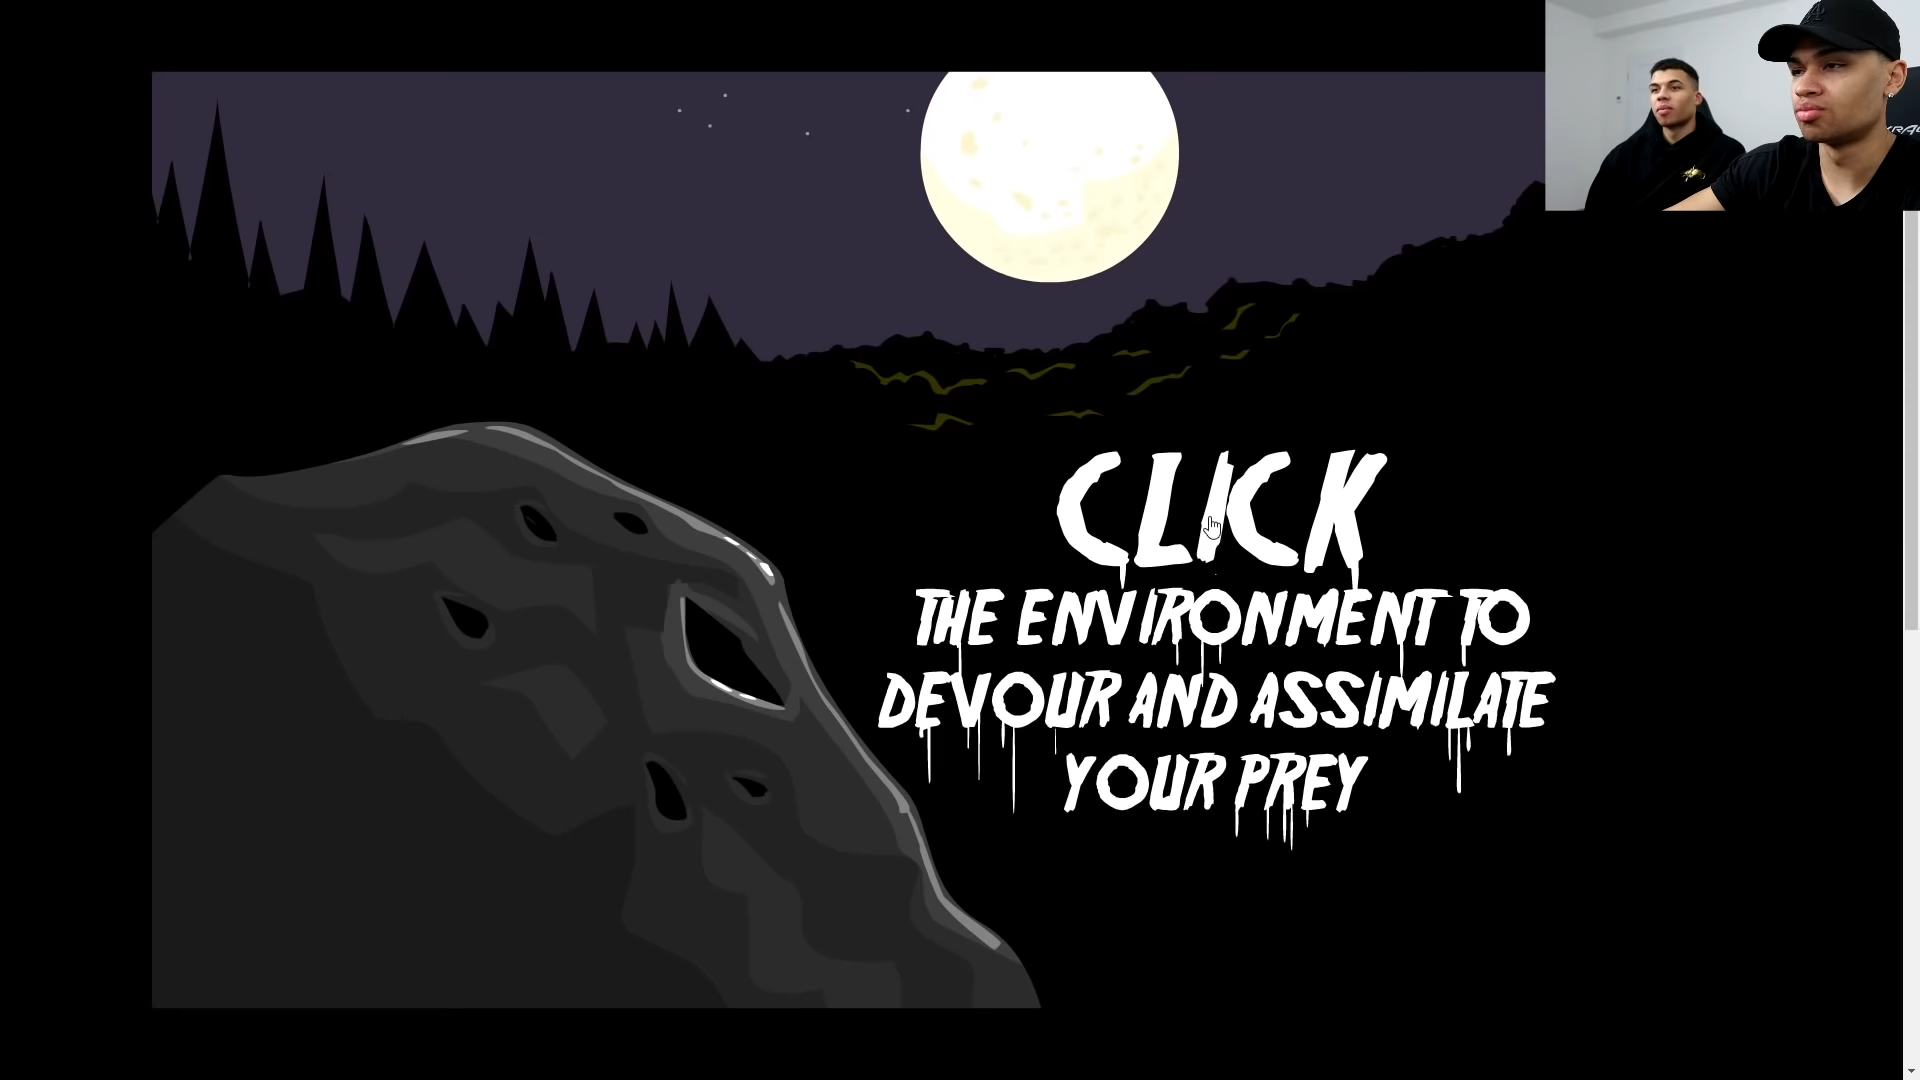 CLICK
THE ENVIRONMENT TO
DEVOUR AND ASSIMILATE
YOUR PREY